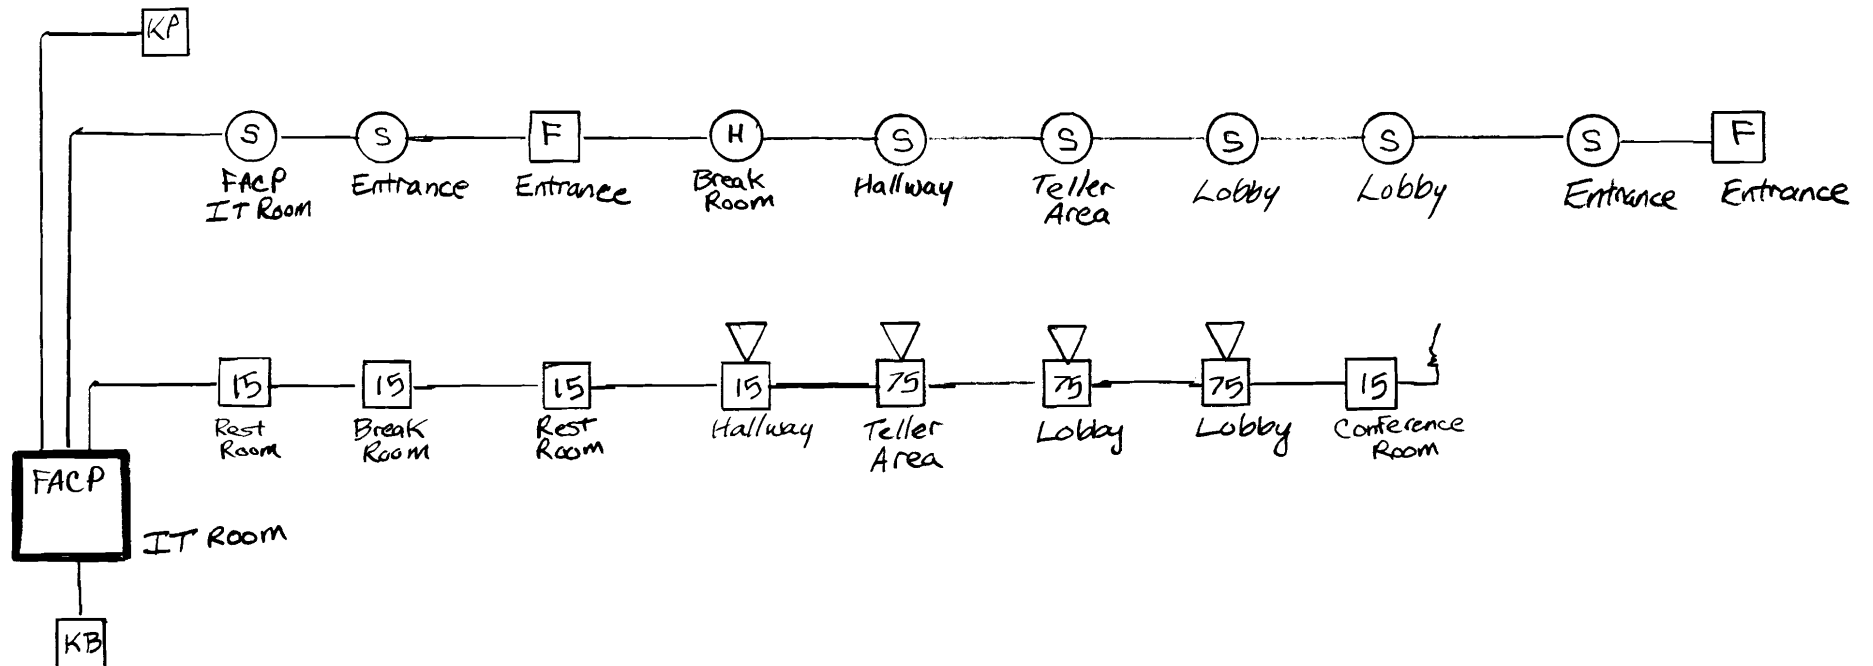 KP
S S F H S S S S S F
FACP Entrance Entrance Break Hallway Teller Lobby Lobby Entrance Entrance
IT Room Room Area
15 15 15 15 75 75 75 15
Rest Break Rest Hallway Teller Lobby Lobby Conference
Room Room Room Area Room
FACP
IT Room
KB